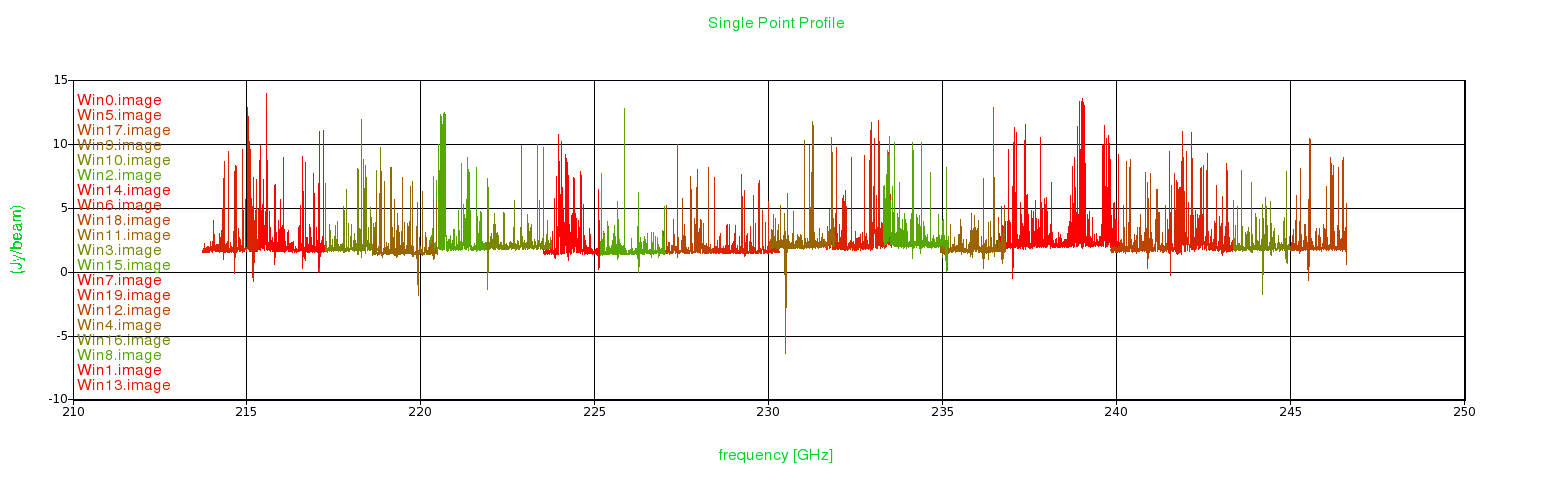 Single Point Profile
15
10
5
0
-5
-10
(Jy/beam)
Win0.image
Win5.image
Win17.image
Win9.image
Win10.image
Win2.image
Win14.image
Win6.image
Win18.image
Win11.image
Win3.image
Win15.image
Win7.image
Win19.image
Win12.image
Win4.image
Win16.image
Win8.image
Win1.image
Win13.image
210 215 220 225 230 235 240 245 250
frequency [GHz]